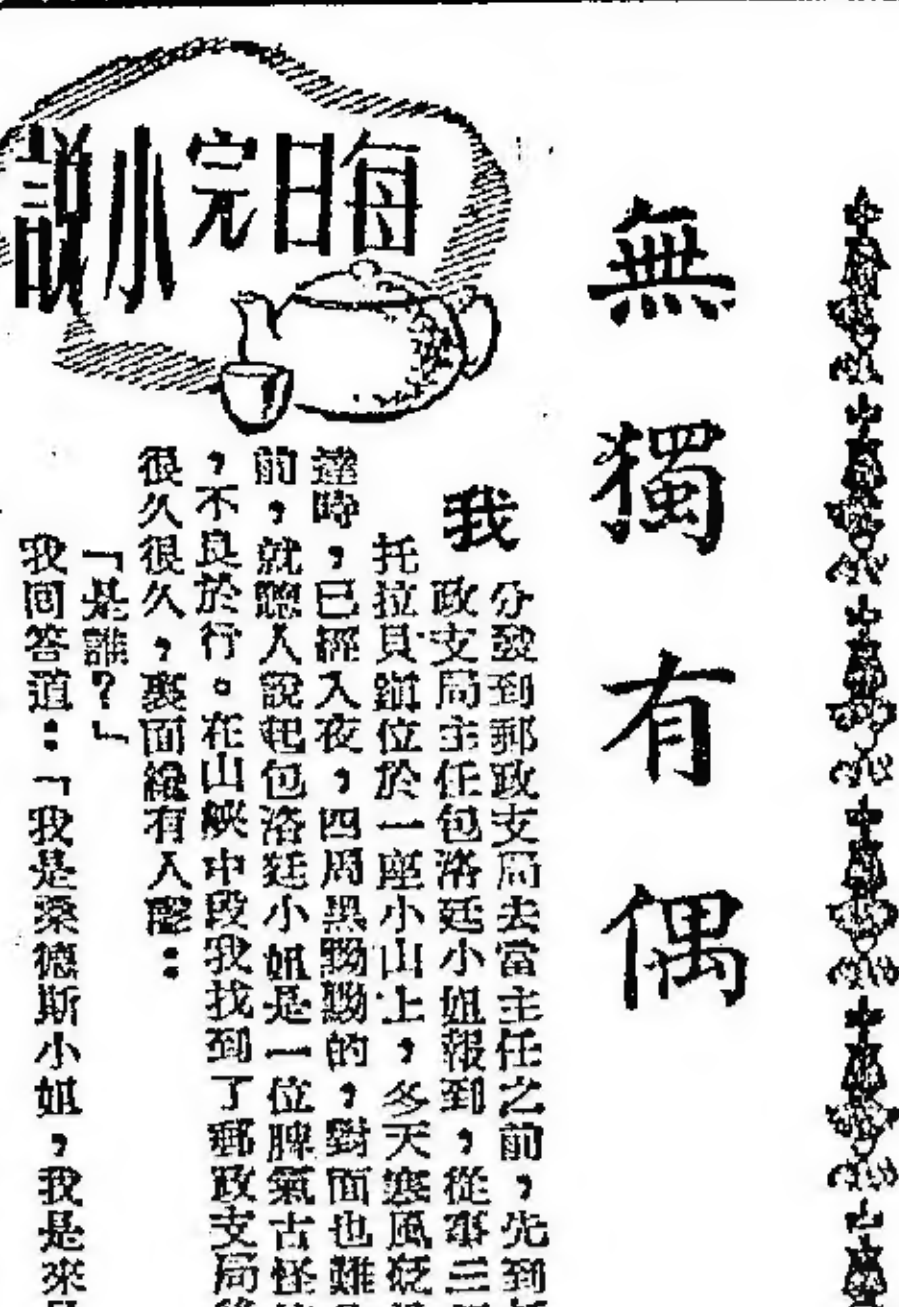 無獨有偶
每日完小說
我
分發到郵政支局去當主任之前，先到
政支局主任包洛廷小姐報到，從事三
托拉貝鎮位於一座小山上，冬天寒風
達時，已經入夜，四周黑黝黝的，對面也難
前，就聽人說起包洛廷小姐是一位脾氣古怪
，不良於行。在山峽中段我找到了郵政支局
很久很久，裏面纔有人應：
「是誰？」
我回答道：「我是桑德斯小姐，我是來